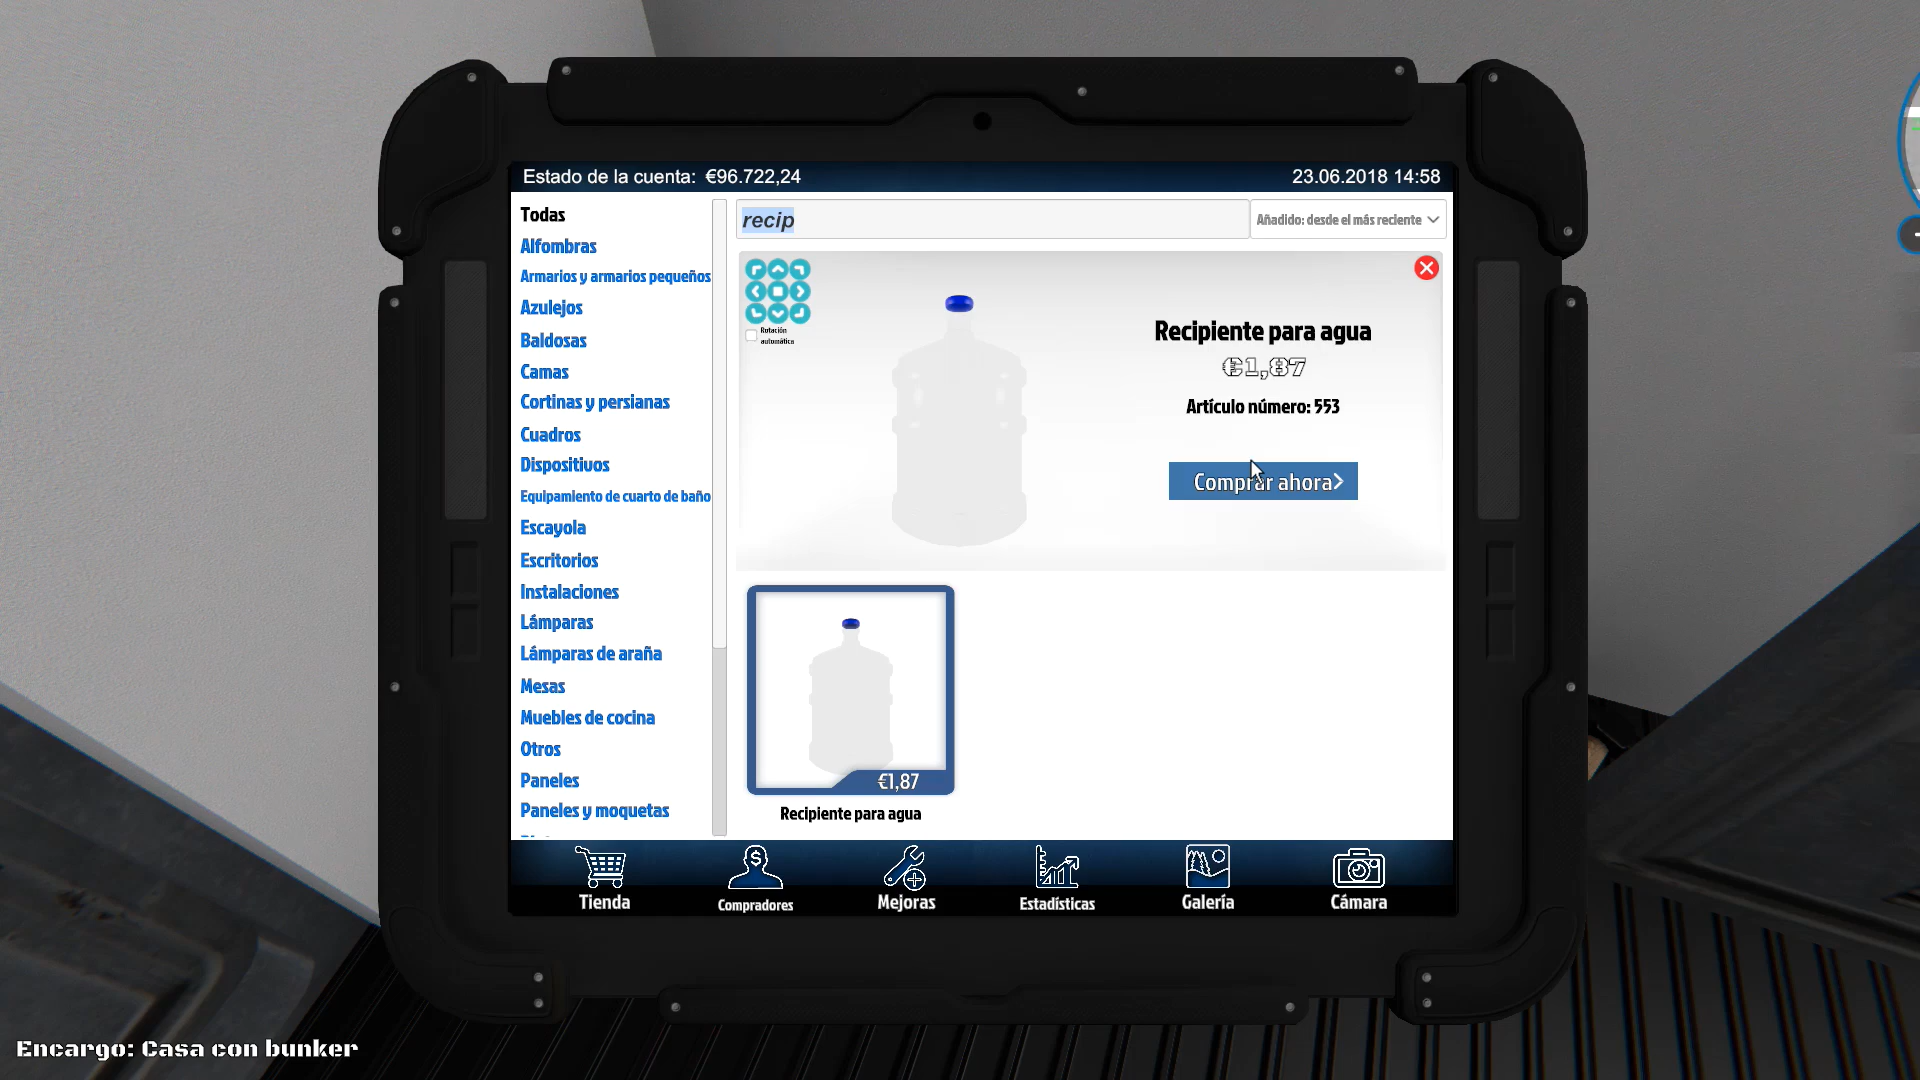 Estado de la cuenta: €96.722,24
23.06.2018 14:58
Todas
Alfombras
Armarios y armarios pequeños
Azulejos
Baldosas
Camas
Cortinas y persianas
Cuadros
Dispositivos
Equipamiento de cuarto de baño
Escayola
Escritorios
Instalaciones
Lámparas
Lámparas de araña
Mesas
Muebles de cocina
Otros
Paneles
Paneles y moquetas
recip
Añadido: desde el más reciente
Rotación
automática
Recipiente para agua
€1,87
Artículo número: 553
Comprar ahora
€1,87
Recipiente para agua
Tienda
Compradores
Mejoras
Estadísticas
Galería
Cámara
Encargo: Casa con bunker